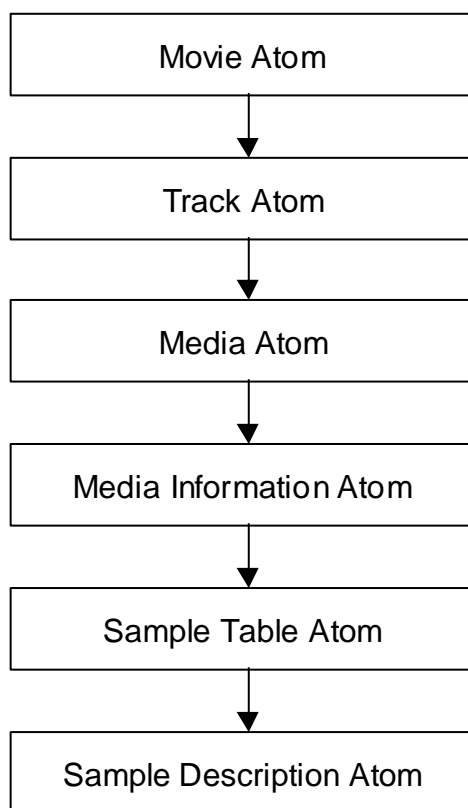 Movie Atom
Track Atom
Media Atom
Media Information Atom
Sample Table Atom
Sample Description Atom